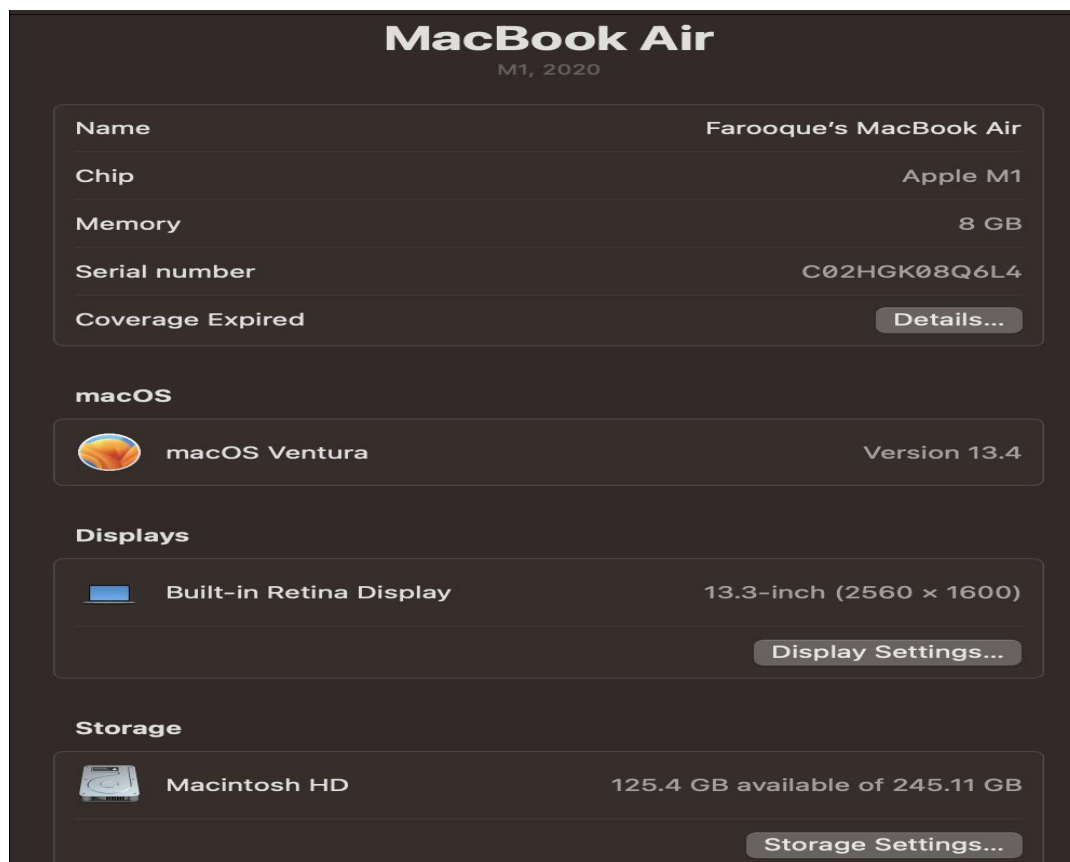 MacBook Air
M1, 2020
Name Farooque’s MacBook Air
Chip Apple M1
Memory 8 GB
Serial number C02HGK08Q6L4
Coverage Expired Details...
macOS
macOS Ventura Version 13.4
Displays
Built-in Retina Display 13.3-inch (2560 × 1600)
Display Settings...
Storage
Macintosh HD 125.4 GB available of 245.11 GB
Storage Settings...